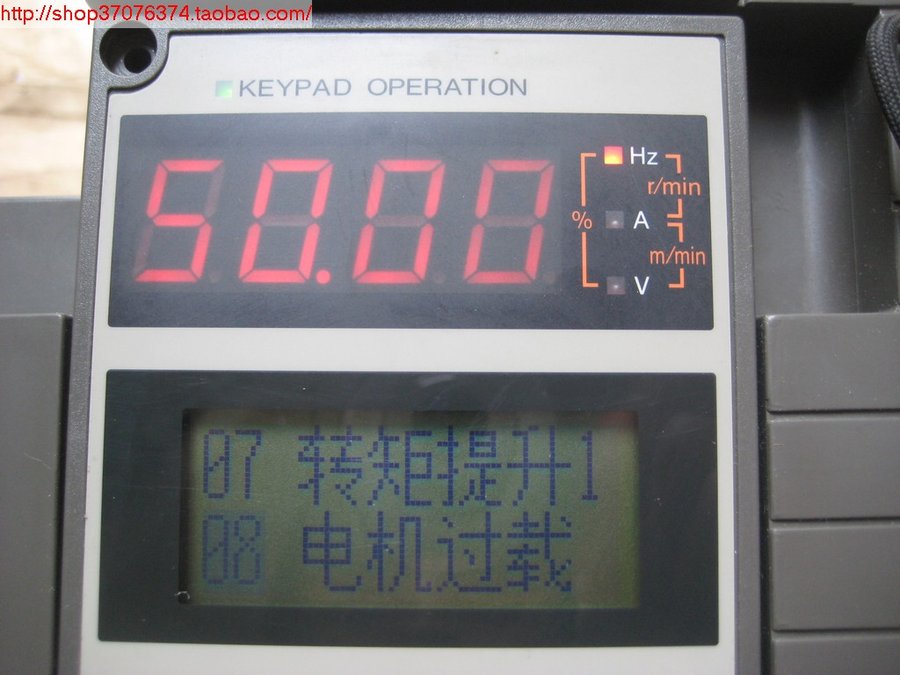 http://shop37076374.taobao.com/
KEYPAD OPERATION
50.00
Hz
r/min
% A
m/min
V
07 转矩提升1
08 电机过载